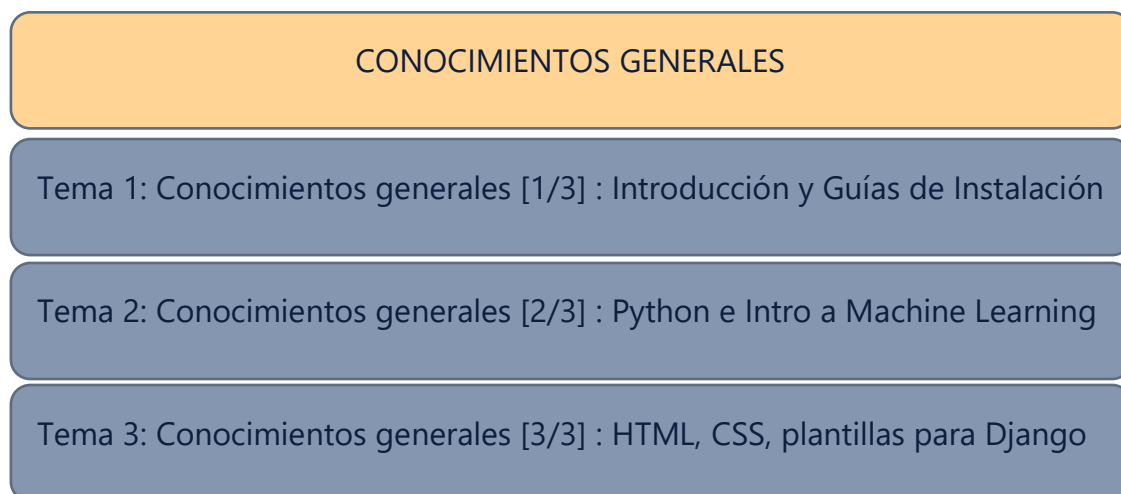 CONOCIMIENTOS GENERALES
Tema 1: Conocimientos generales [1/3] : Introducción y Guías de Instalación
Tema 2: Conocimientos generales [2/3] : Python e Intro a Machine Learning
Tema 3: Conocimientos generales [3/3] : HTML, CSS, plantillas para Django